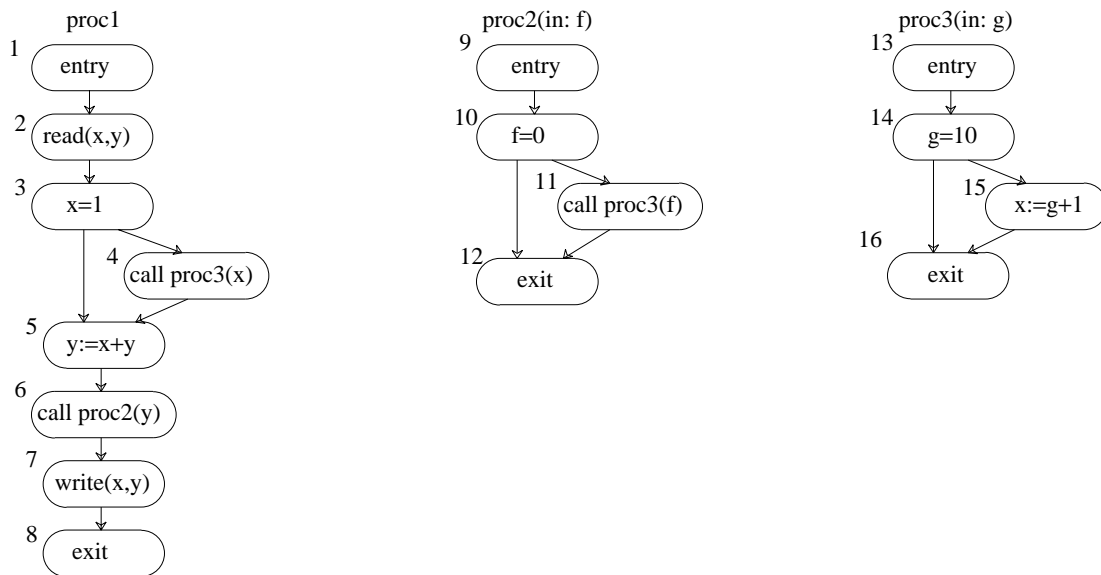 proc1
1
entry
2
read(x,y)
3
x=1
4
call proc3(x)
5
y:=x+y
6
call proc2(y)
7
write(x,y)
8
exit
proc2(in: f)
9
entry
10
f=0
11
call proc3(f)
12
exit
proc3(in: g)
13
entry
14
g=10
15
x:=g+1
16
exit